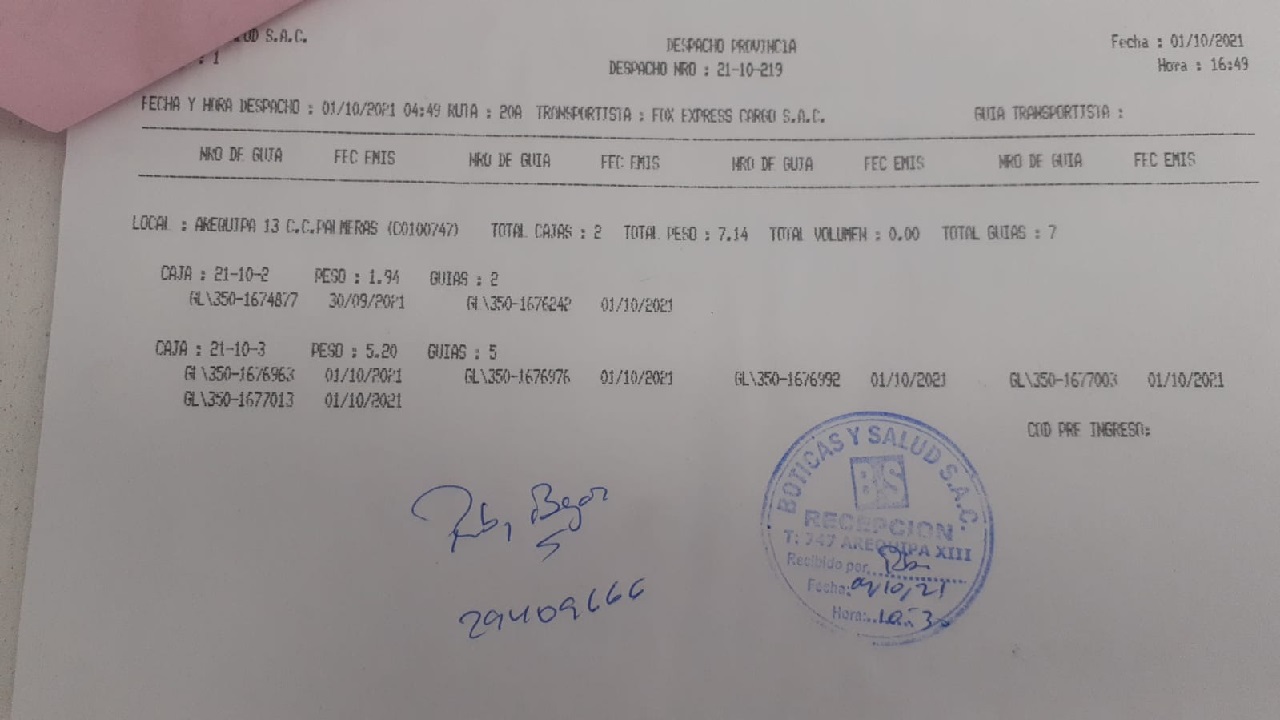 UD S.A.C.
: 1
DESPACHO PROVINCIA
DESPACHO NRO : 21-10-219
Fecha : 01/10/2021
Hora : 16:49
FECHA Y HORA DESPACHO : 01/10/2021 04:49 RUTA : 20A TRANSPORTISTA : FOX EXPRESS CARGO S.A.C. GUIA TRANSPORTISTA :
NRO DE GUIA FEC EMIS NRO DE GUIA FEC EMIS NRO DE GUIA FEC EMIS NRO DE GUIA FEC EMIS
LOCAL : AREQUIPA 13 C.C.PALMERAS (C0100747) TOTAL CAJAS : 2 TOTAL PESO : 7.14 TOTAL VOLUMEN : 0.00 TOTAL GUIAS : 7
CAJA : 21-10-2 PESO : 1.94 GUIAS : 2
GL\350-1674877 30/09/2021 GL\350-1676242 01/10/2021
CAJA : 21-10-3 PESO : 5.20 GUIAS : 5
GL\350-1676963 01/10/2021 GL\350-1676976 01/10/2021 GL\350-1676992 01/10/2021 GL\350-1677003 01/10/2021
GL\350-1677013 01/10/2021
COD PRE INGRESO:
BOTICAS Y SALUD S.A.C.
BS
RECEPCION
T: 747 AREQUIPA XIII
Recibido por
Fecha:
Hora:
29409666